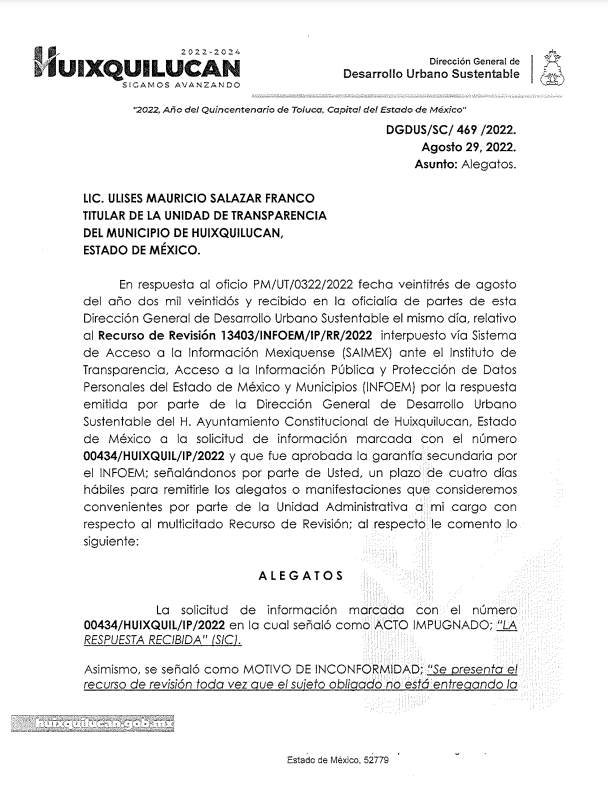 2022-2024
HUIXQUILUCAN
SIGAMOS AVANZANDO
Dirección General de
Desarrollo Urbano Sustentable
"2022, Año del Quincentenario de Toluca, Capital del Estado de México"
DGDUS/SC/ 469 /2022.
Agosto 29, 2022.
Asunto: Alegatos.
LIC. ULISES MAURICIO SALAZAR FRANCO
TITULAR DE LA UNIDAD DE TRANSPARENCIA
DEL MUNICIPIO DE HUIXQUILUCAN,
ESTADO DE MÉXICO.
En respuesta al oficio PM/UT/0322/2022 fecha veintitrés de agosto
del año dos mil veintidós y recibido en la oficialía de partes de esta
Dirección General de Desarrollo Urbano Sustentable el mismo día, relativo
al Recurso de Revisión 13403/INFOEM/IP/RR/2022 interpuesto vía Sistema
de Acceso a la Información Mexiquense (SAIMEX) ante el Instituto de
Transparencia, Acceso a la Información Pública y Protección de Datos
Personales del Estado de México y Municipios (INFOEM) por la respuesta
emitida por parte de la Dirección General de Desarrollo Urbano
Sustentable del H. Ayuntamiento Constitucional de Huixquilucan, Estado
de México a la solicitud de información marcada con el número
00434/HUIXQUIL/IP/2022 y que fue aprobada la garantía secundaria por
el INFOEM; señalándonos por parte de Usted, un plazo de cuatro días
hábiles para remitirle los alegatos o manifestaciones que consideremos
convenientes por parte de la Unidad Administrativa a mi cargo con
respecto al multicitado Recurso de Revisión; al respecto le comento lo
siguiente:
A L E G A T O S
La solicitud de información marcada con el número
00434/HUIXQUIL/IP/2022 en la cual señaló como ACTO IMPUGNADO; "LA
RESPUESTA RECIBIDA" (SIC).
Asimismo, se señaló como MOTIVO DE INCONFORMIDAD; "Se presenta el
recurso de revisión toda vez que el sujeto obligado no está entregando la
huixquilucan.gob.mx
Estado de México, 52779